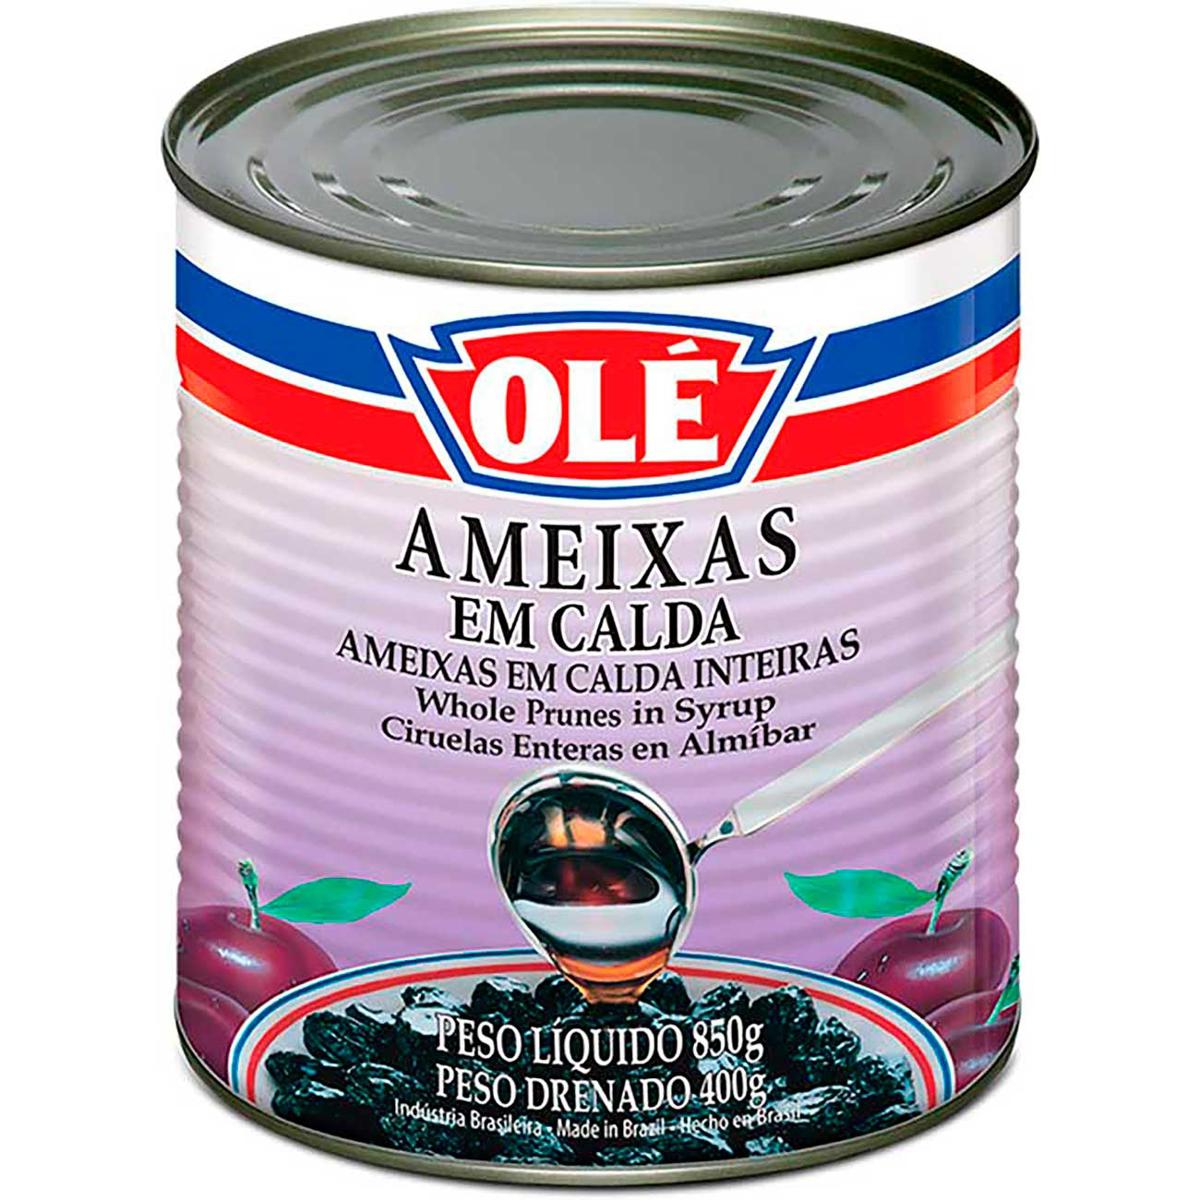 OLÉ
AMEIXAS
EM CALDA
AMEIXAS EM CALDA INTEIRAS
Whole Prunes in Syrup
Ciruelas Enteras en Almíbar
PESO LÍQUIDO 850g
PESO DRENADO 400g
Indústria Brasileira - Made in Brazil - Hecho en Brasil